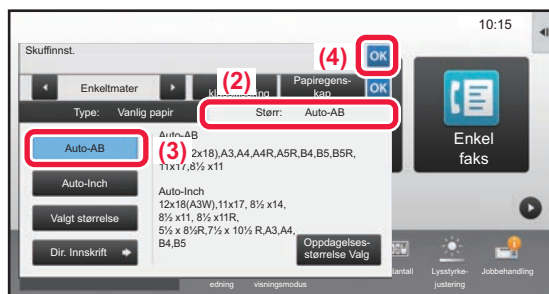 10:15
Skuffinnst.
(4)
OK
Enkeltmater
(2)
Papiregens-
kap
OK
Type: Vanlig papir
Størr: Auto-AB
Auto-AB
Auto-AB
(3)
2x18),A3,A4,A4R,A5R,B4,B5,B5R,
11x17,8½ x11
Auto-Inch
Auto-Inch
12x18(A3W),11x17, 8½ x14,
8½ x11, 8½ x11R,
5½ x 8½R,7½ x 10½ R,A3,A4,
B4,B5
Valgt størrelse
Dir. Innskrift
Oppdagelses-
størrelse Valg
Enkel
faks
lantall
Lysstyrke-
justering
Jobbehandling
edning
visningsmodus